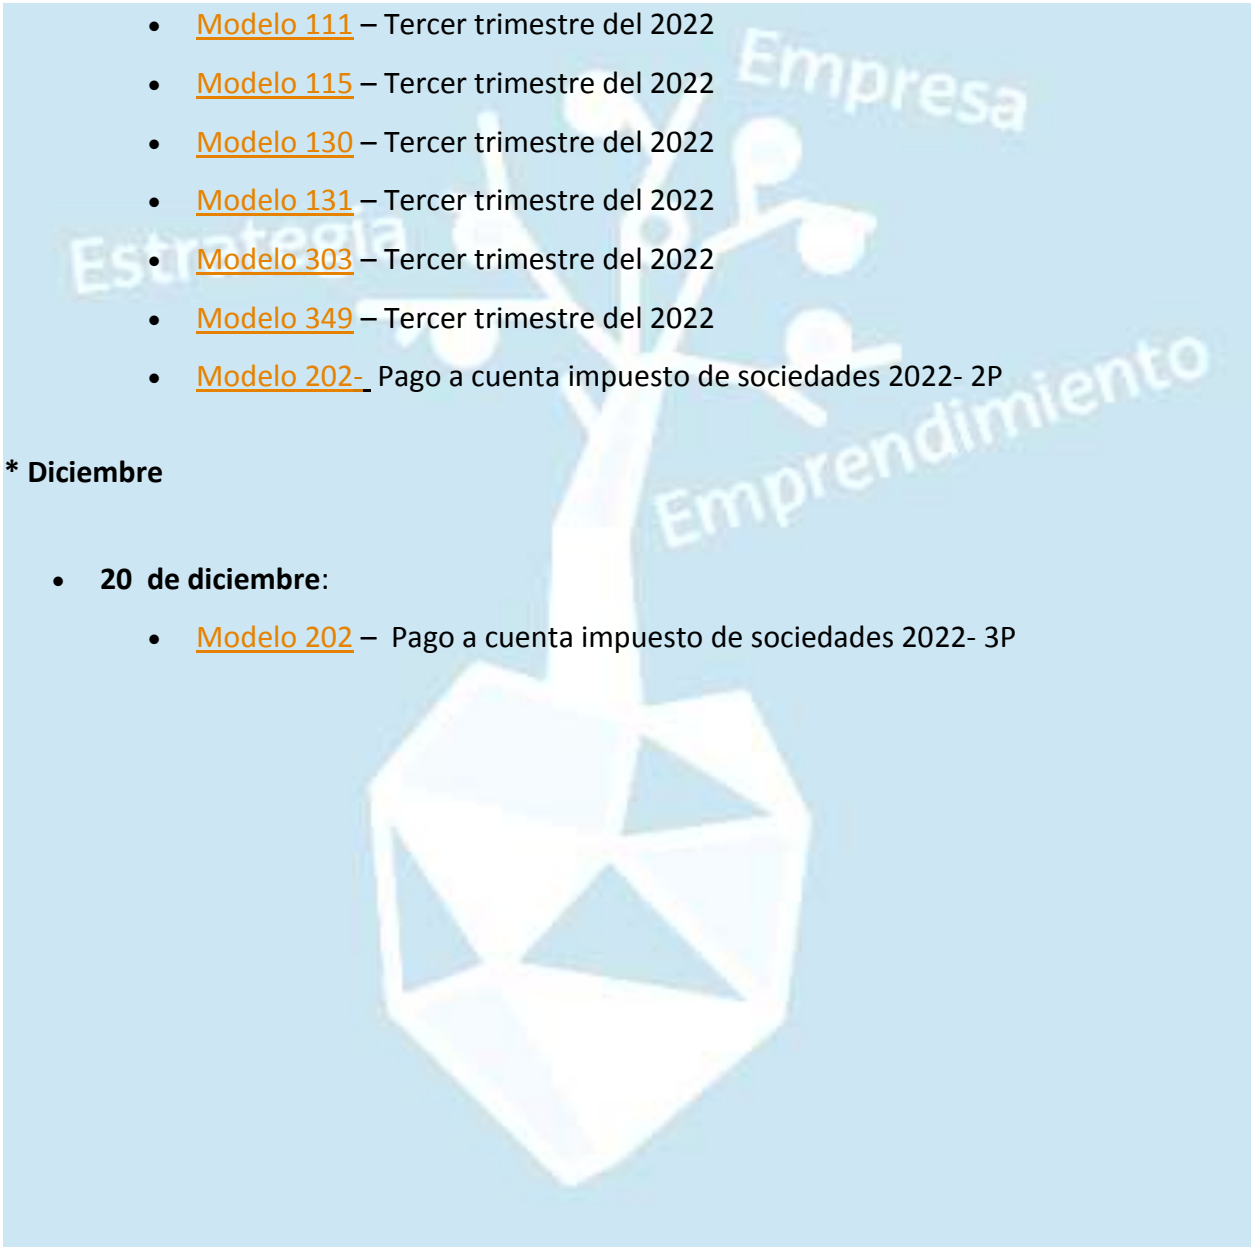 • Modelo 111 – Tercer trimestre del 2022
Empresa
• Modelo 115 – Tercer trimestre del 2022
• Modelo 130 – Tercer trimestre del 2022
• Modelo 131 – Tercer trimestre del 2022
Estrategia
• Modelo 303 – Tercer trimestre del 2022
• Modelo 349 – Tercer trimestre del 2022
• Modelo 202- Pago a cuenta impuesto de sociedades 2022- 2P
Emprendimiento
* Diciembre
• 20 de diciembre:
• Modelo 202 – Pago a cuenta impuesto de sociedades 2022- 3P